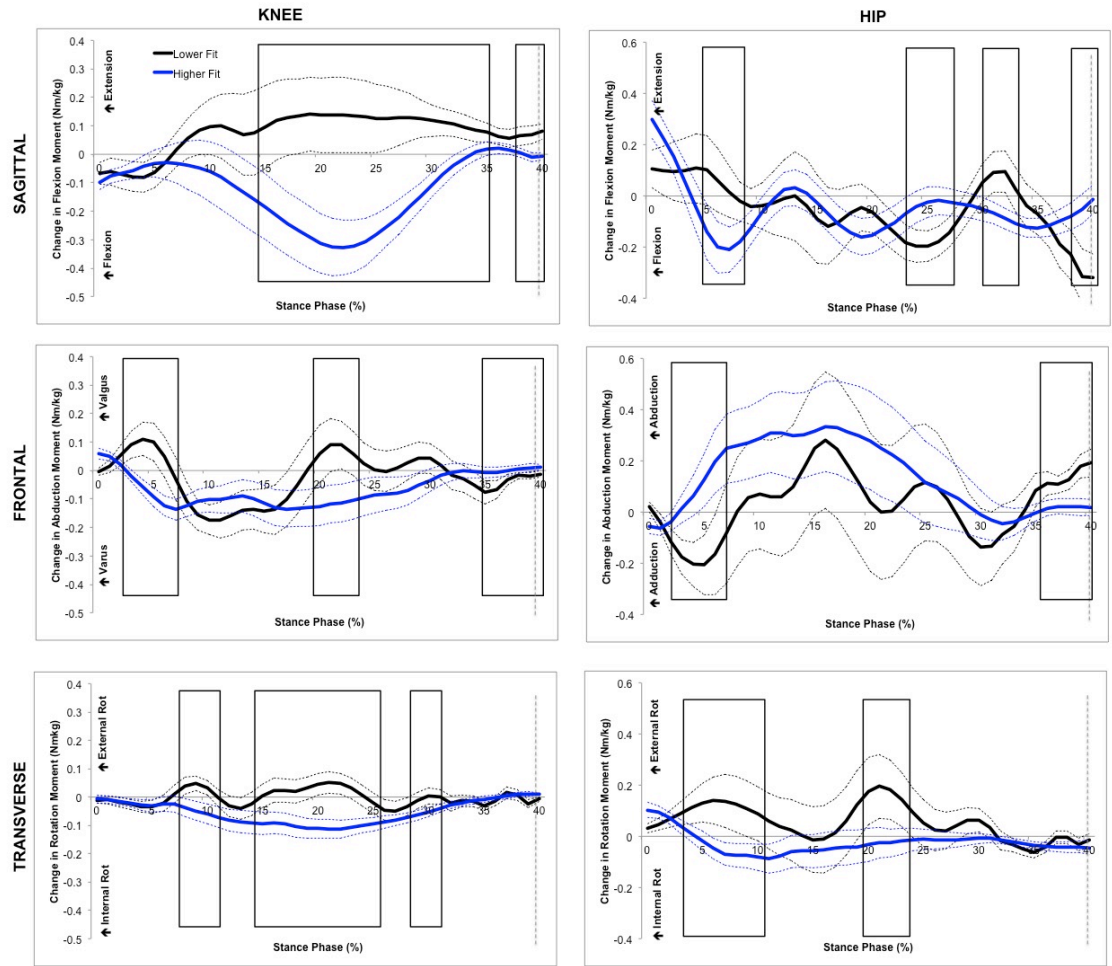 KNEE
HIP
SAGITTAL
Change in Flexion Moment (Nm/kg)
↑ Extension
↑ Flexion
0.4
0.3
0.2
0.1
0
-0.1
-0.2
-0.3
-0.4
-0.5
0 5 10 15 20 25 30 35 40
Lower Fit
Higher Fit
Stance Phase (%)
Change in Flexion Moment (Nm/kg)
↑ Extension
↑ Flexion
0.6
0.4
0.2
0
-0.2
-0.4
0 5 10 15 20 25 30 35 40
Stance Phase (%)
FRONTAL
Change in Abduction Moment (Nm/kg)
↑ Valgus
↑ Varus
0.4
0.3
0.2
0.1
0
-0.1
-0.2
-0.3
-0.4
-0.5
0 5 10 15 20 25 30 35 40
Stance Phase (%)
Change in Abduction Moment (Nm/kg)
↑ Abduction
↑ Adduction
0.6
0.4
0.2
0
-0.2
-0.4
0 5 10 15 20 25 30 35 40
Stance Phase (%)
TRANSVERSE
Change in Rotation Moment (Nmkg)
↑ External Rot
↑ Internal Rot
0.4
0.3
0.2
0.1
0
-0.1
-0.2
-0.3
-0.4
-0.5
0 5 10 15 20 25 30 35 40
Stance Phase (%)
Change in Rotation Moment (Nm/kg)
↑ External Rot
↑ Internal Rot
0.6
0.4
0.2
0
-0.2
-0.4
0 5 10 15 20 25 30 35 40
Stance Phase (%)